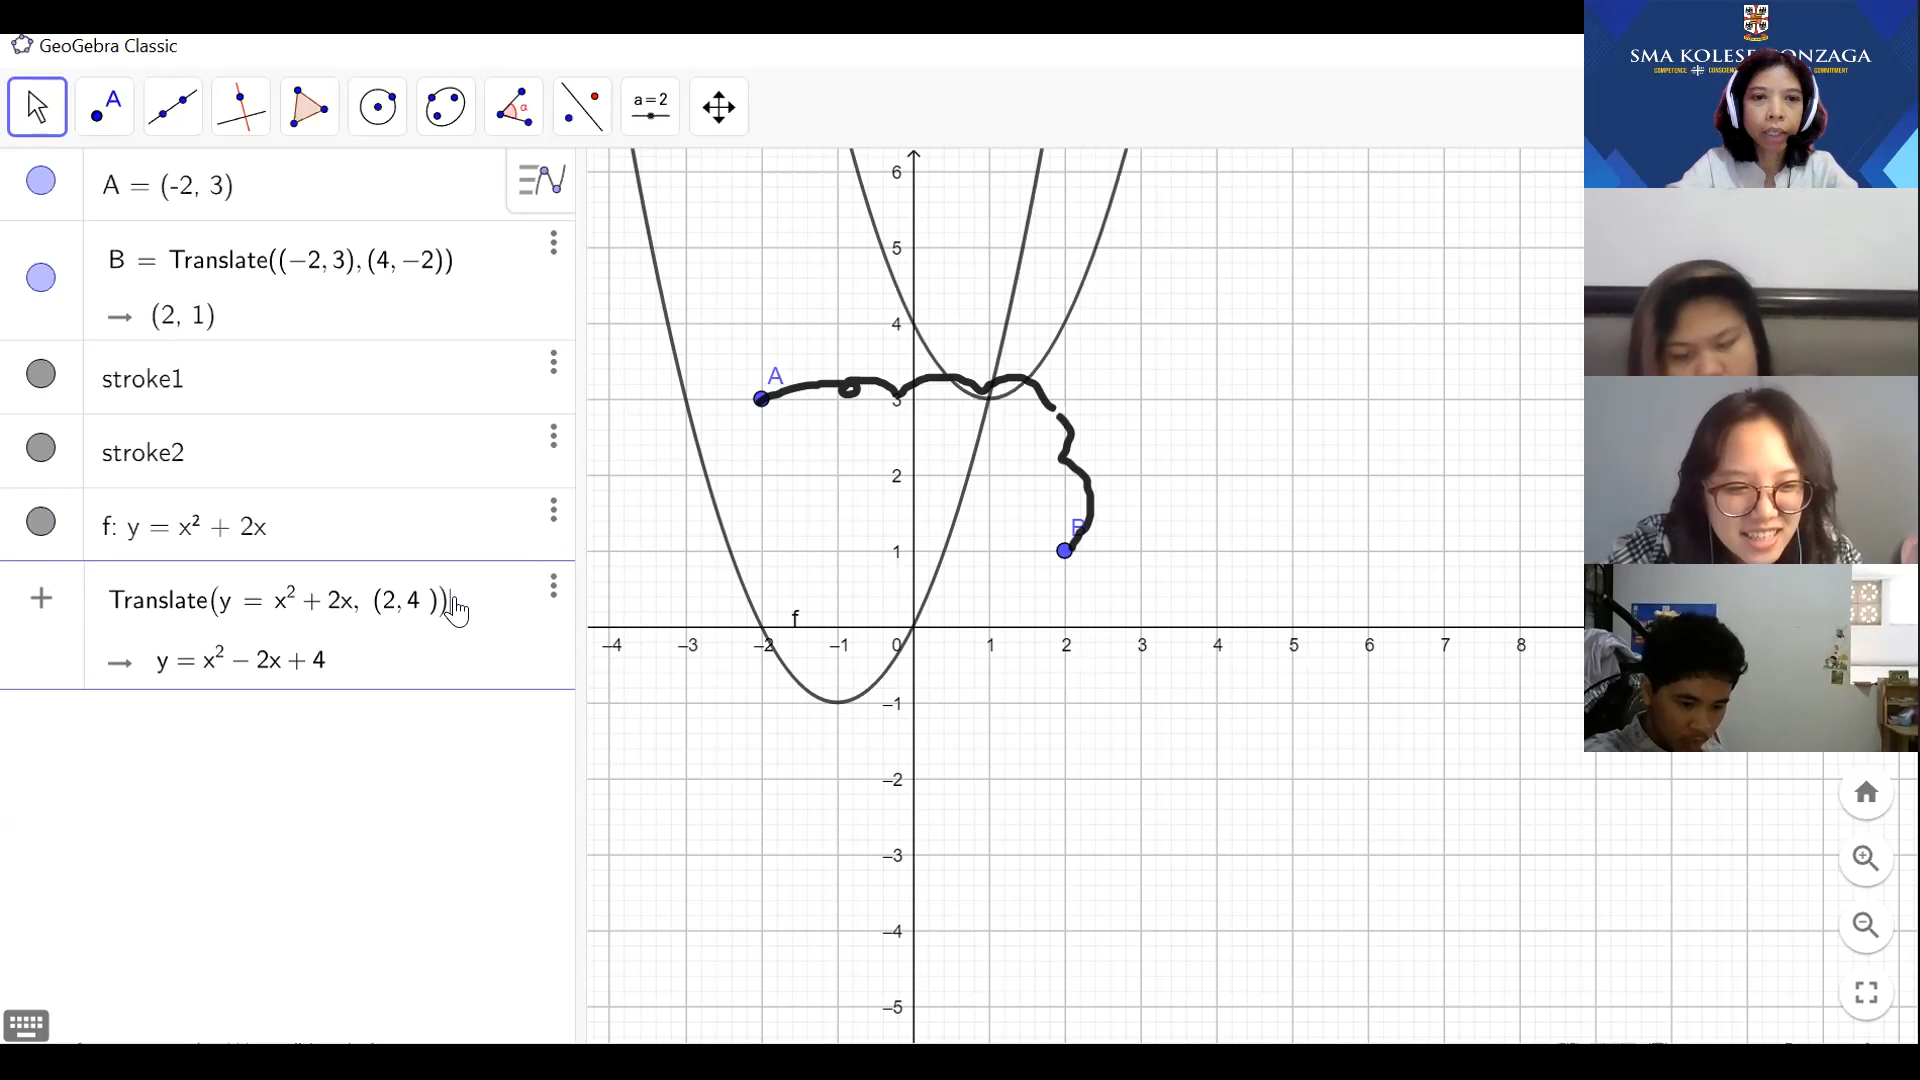 GeoGebra Classic
SMA KOLESE GONZAGA
A
α
a = 2
A = (-2, 3)
B = Translate((−2, 3), (4, −2))
→ (2, 1)
stroke1
stroke2
f: y = x² + 2x
Translate(y = x² + 2x, (2, 4 ))
→ y = x² − 2x + 4
6
5
4
A
3
2
B
1
f
–4 –3 –2 –1 0 1 2 3 4 5 6 7 8
–1
–2
–3
–4
–5